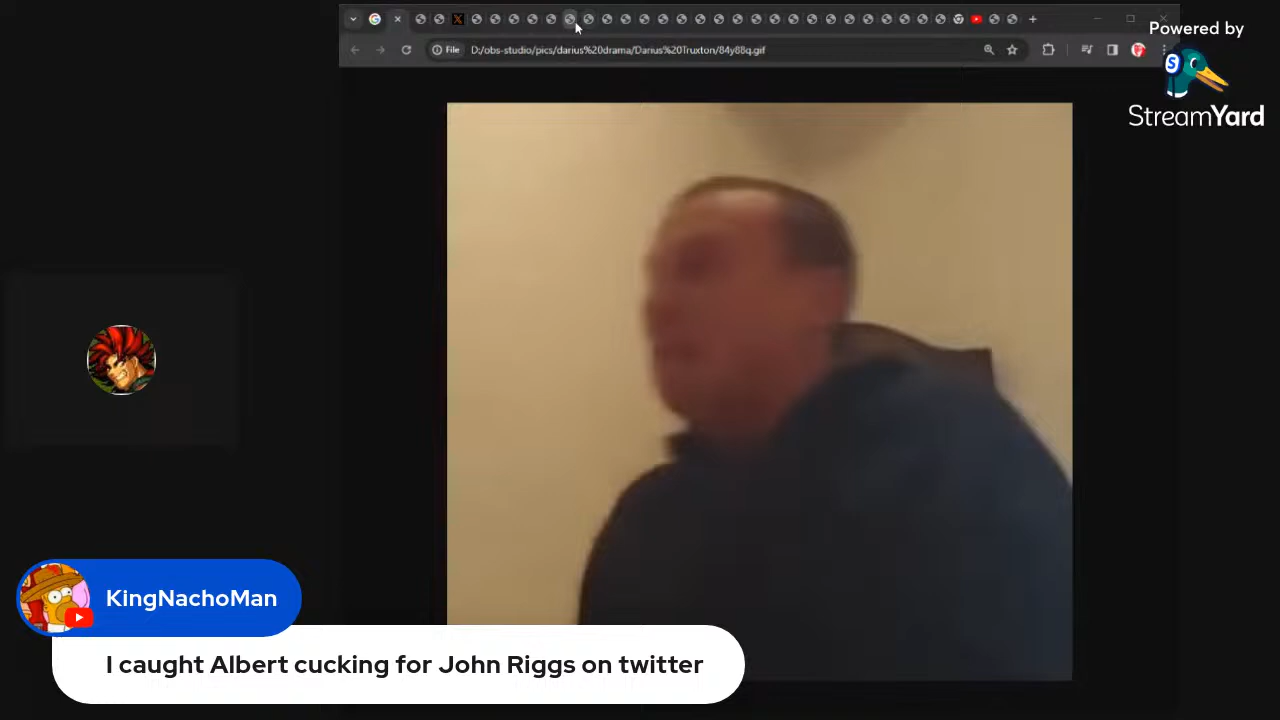 File
D:/obs-studio/pics/darius%20drama/Darius%20Truxton/84y88q.gif
Powered by
S
StreamYard
KingNachoMan
I caught Albert cucking for John Riggs on twitter